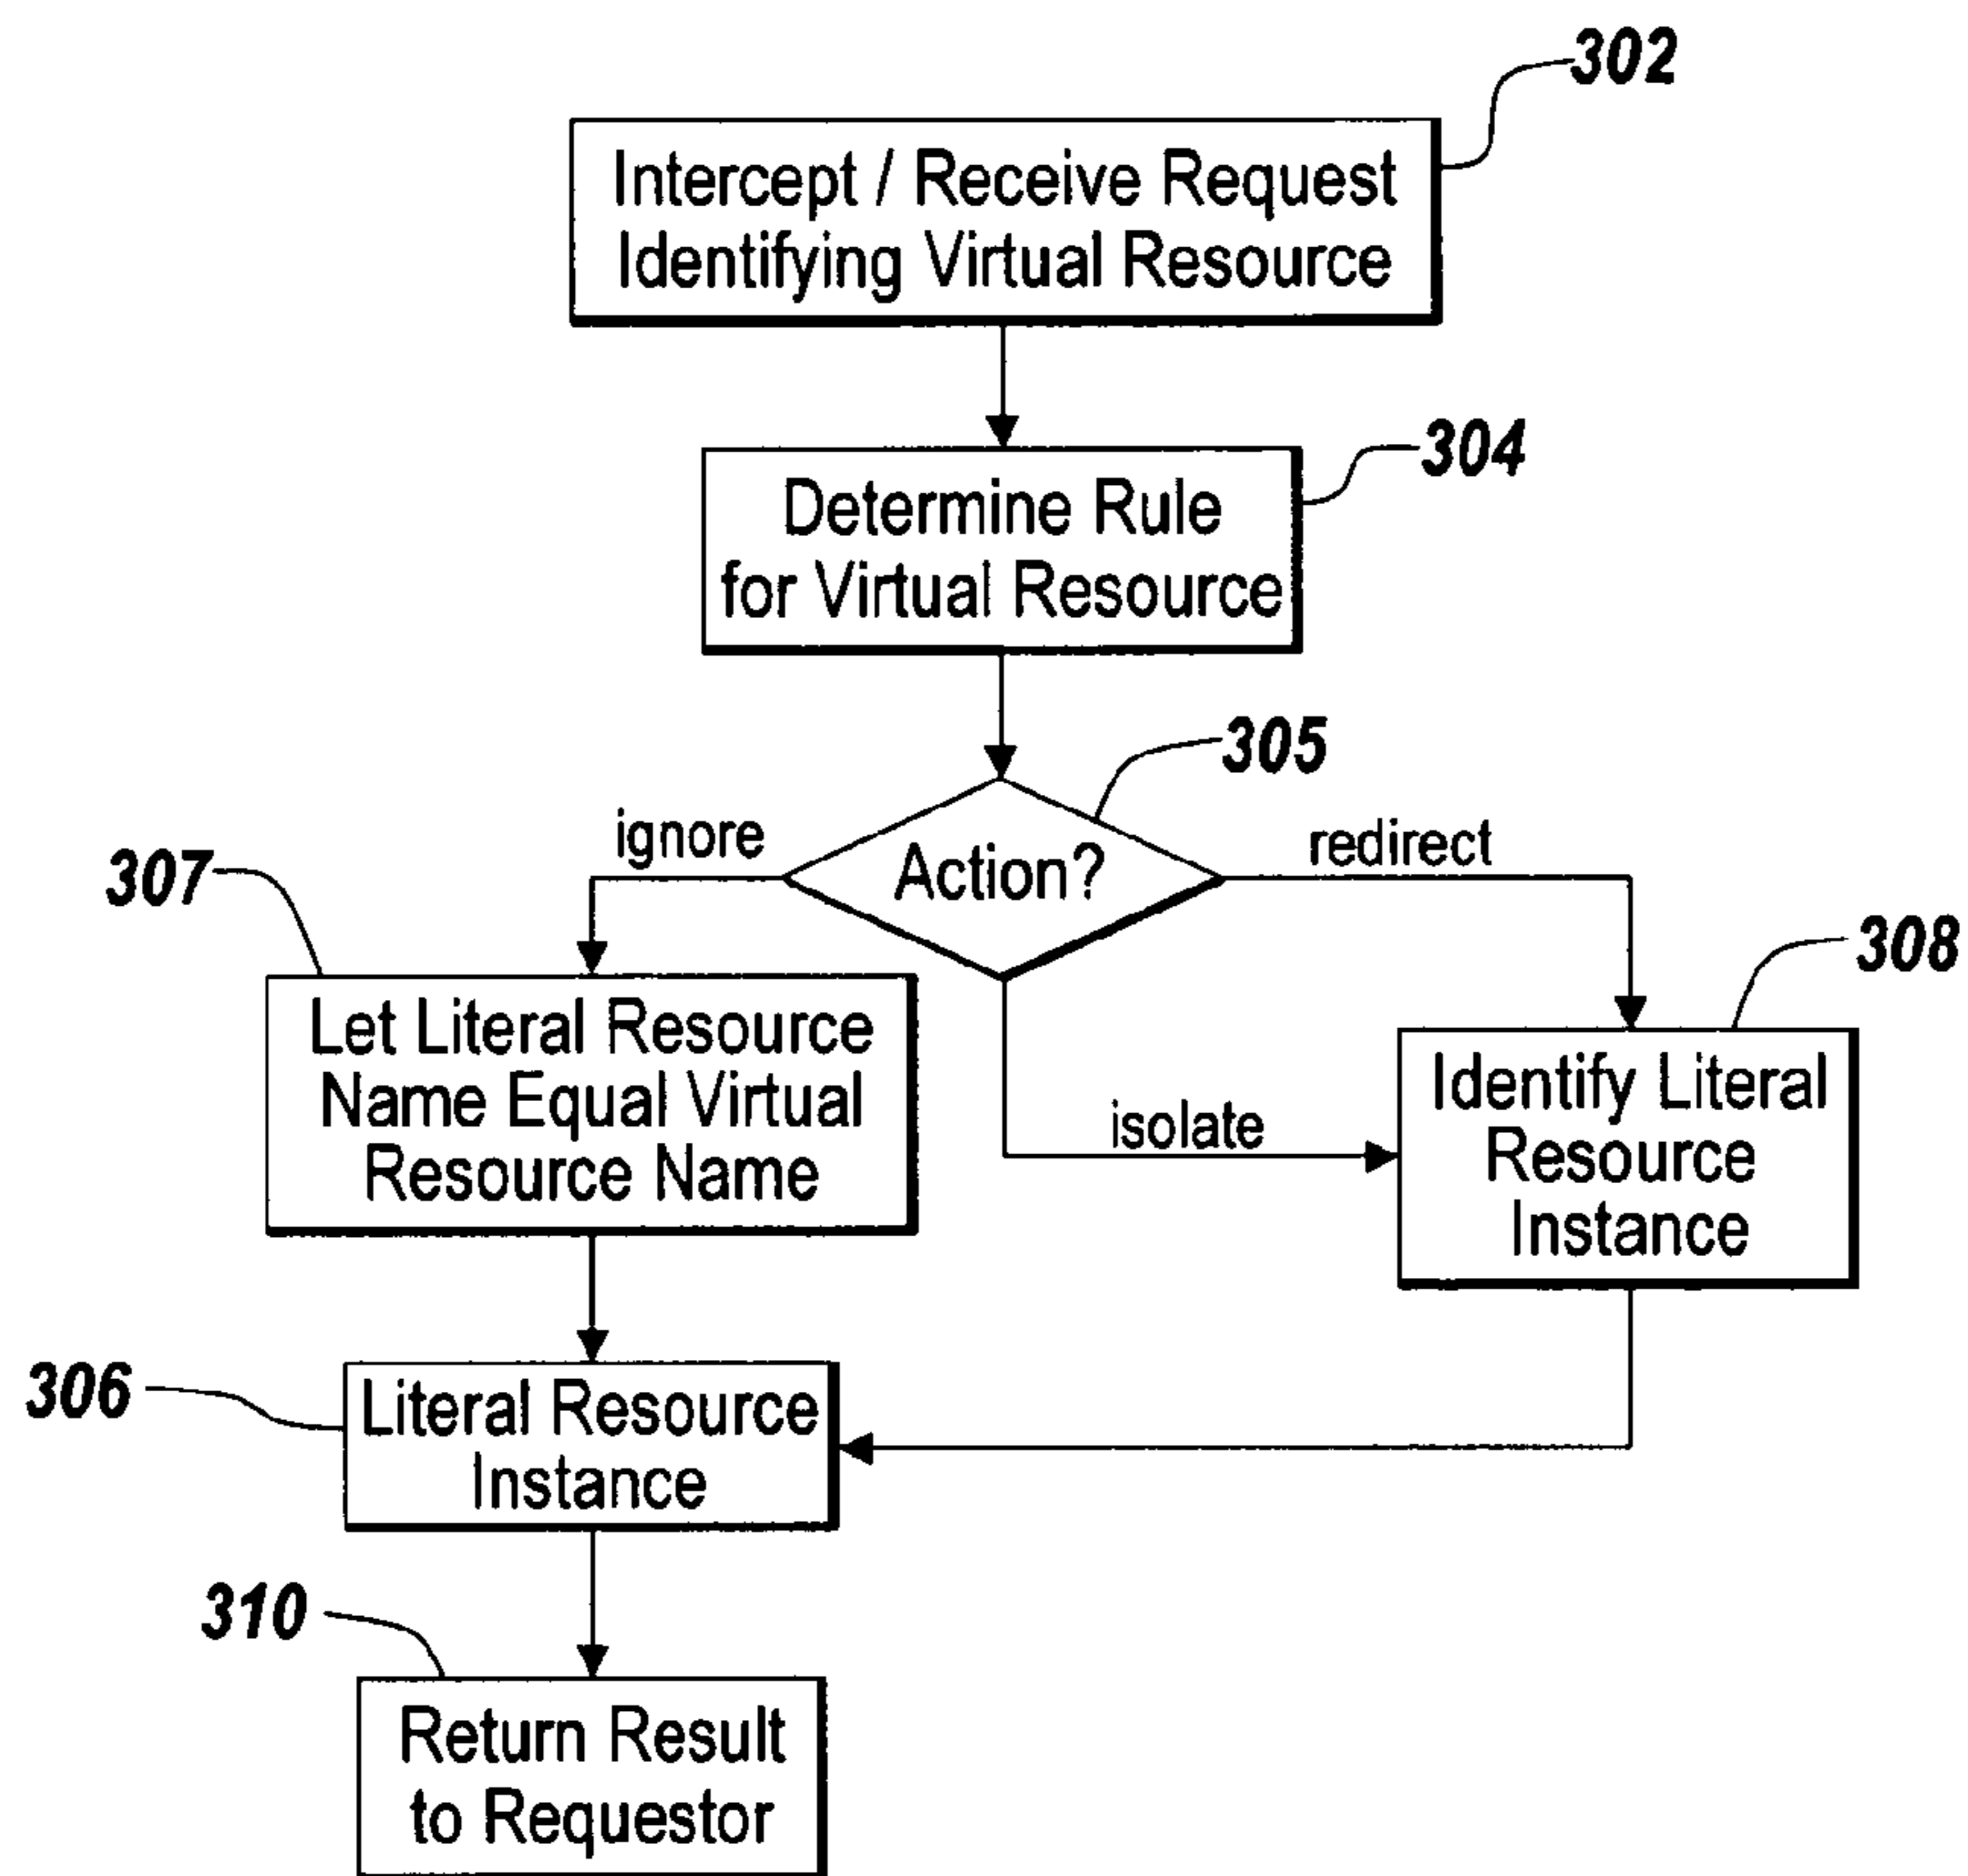 302
Intercept / Receive Request
Identifying Virtual Resource
304
Determine Rule
for Virtual Resource
305
ignore
Action?
redirect
307
308
Let Literal Resource
Name Equal Virtual
Resource Name
isolate
Identify Literal
Resource
Instance
306
Literal Resource
Instance
310
Return Result
to Requestor